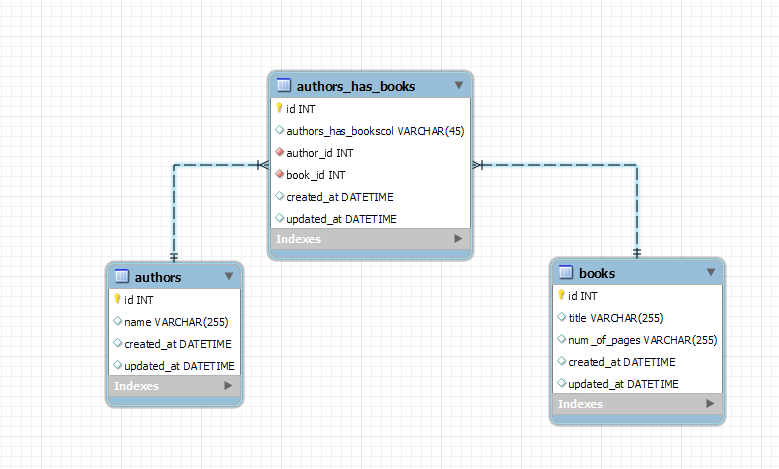 authors_has_books
id INT
authors_has_bookscol VARCHAR(45)
author_id INT
book_id INT
created_at DATETIME
updated_at DATETIME
Indexes
authors
id INT
name VARCHAR(255)
created_at DATETIME
updated_at DATETIME
Indexes
books
id INT
title VARCHAR(255)
num_of_pages VARCHAR(255)
created_at DATETIME
updated_at DATETIME
Indexes